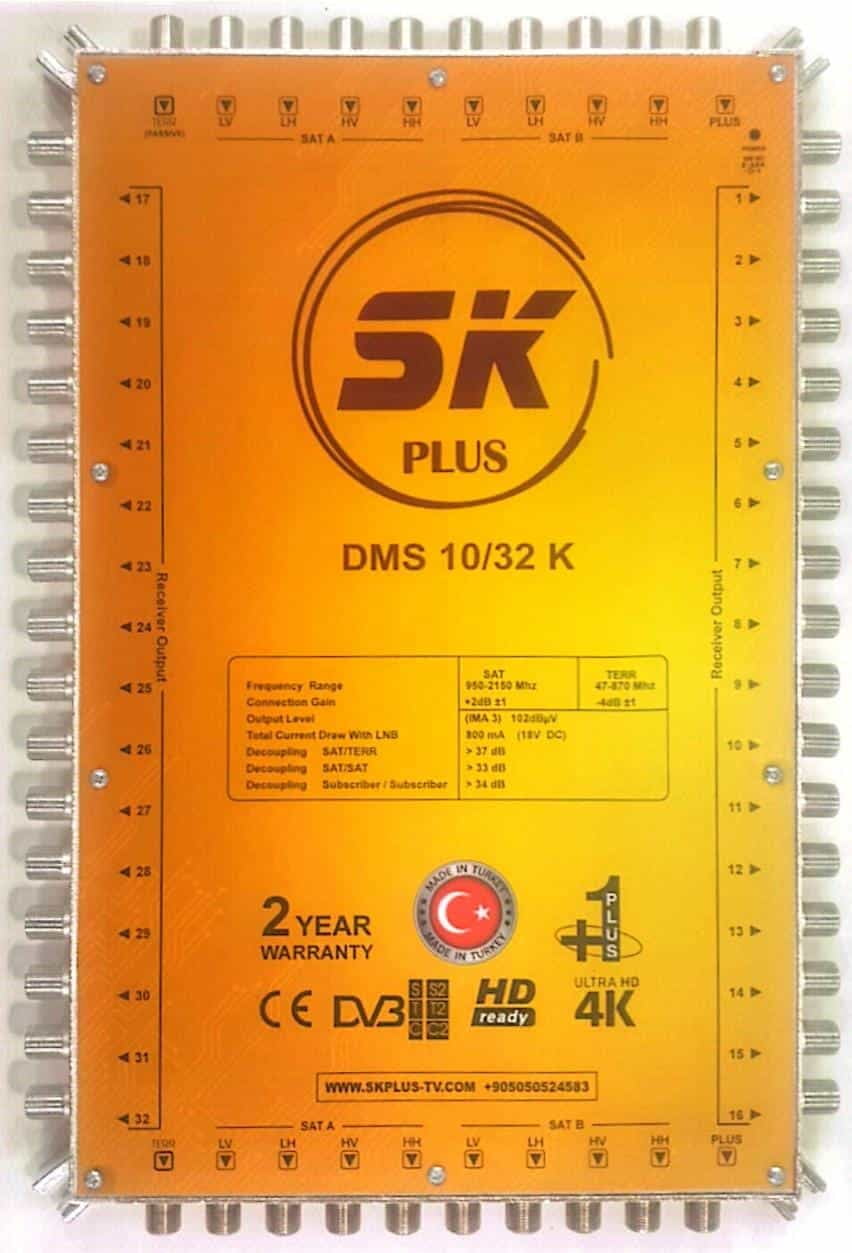 TERR LV LH HV HH LV LH HV HH PLUS
(PASSIVE) SAT A SAT B
POWER
17 1
18 2
19 3
20 4
21 5
22 6
23 7
24 8
25 9
26 10
27 11
28 12
29 13
30 14
31 15
32 16
Receiver Output
Receiver Output
SK
PLUS
DMS 10/32 K
SAT TERR
Frequency Range 950-2150 Mhz 47-870 Mhz
Connection Gain +2dB ±1 -4dB ±1
Output Level (IMA 3) 102dBµV
Total Current Drew With LNB 800 mA (18V DC)
Decoupling SAT/TERR > 37 dB
Decoupling SAT/SAT > 33 dB
Decoupling Subscriber / Subscriber > 34 dB
2 YEAR
WARRANTY
MADE IN TURKEY
MADE IN TURKEY
+1
PLUS
CE DVB
S S2
T T2
C C2
HD
ready
ULTRA HD
4K
WWW.SKPLUS-TV.COM +905050524583
SAT A SAT B
TERR LV LH HV HH LV LH HV HH PLUS